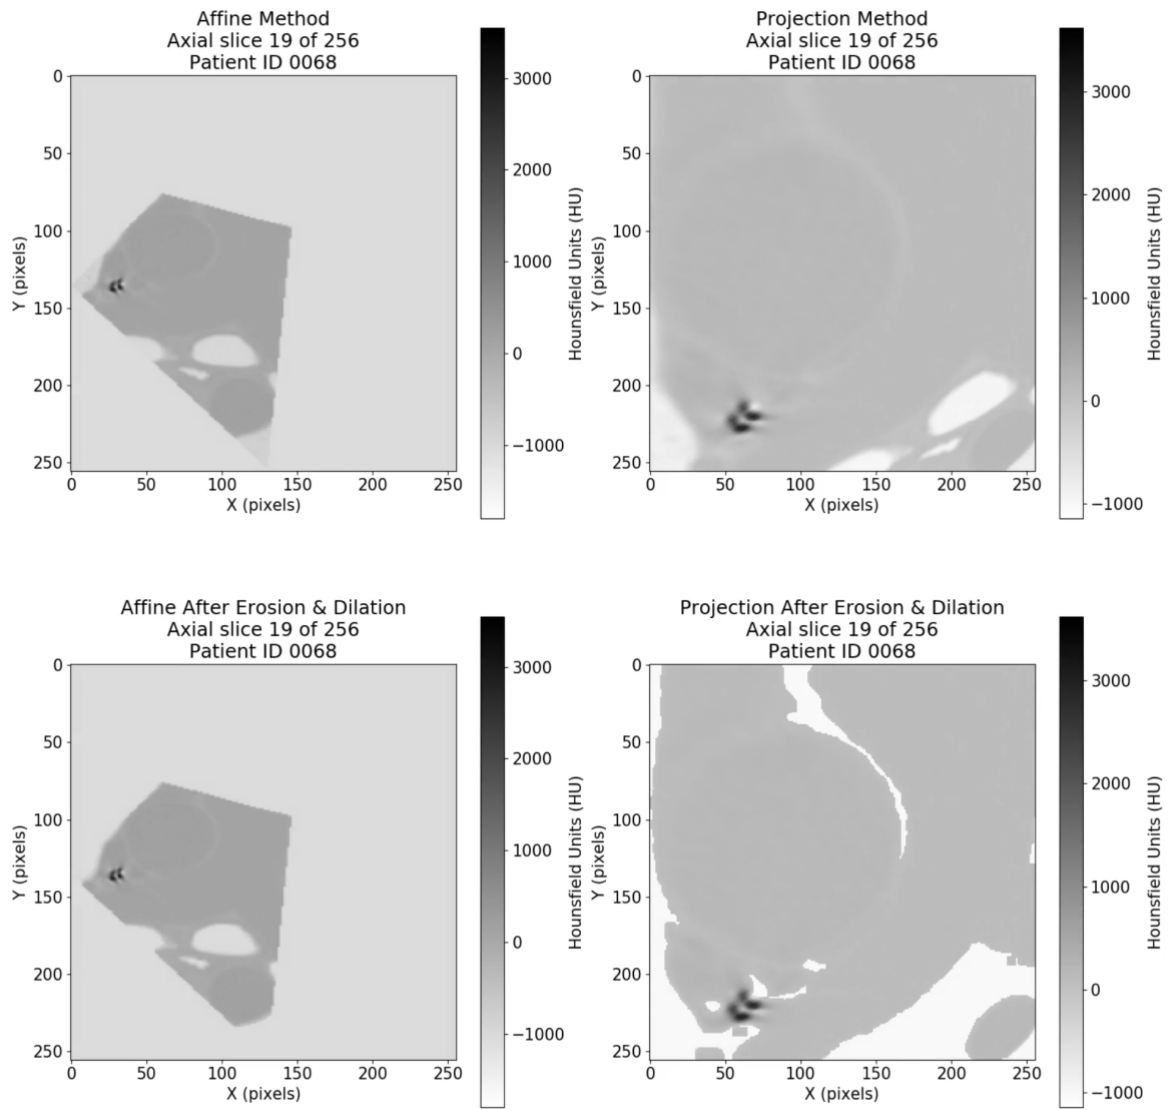 Affine Method
Axial slice 19 of 256
Patient ID 0068
0
50
100
150
200
250
Y (pixels)
0
50
100
150
200
250
X (pixels)
3000
2000
1000
0
−1000
Hounsfield Units (HU)
Projection Method
Axial slice 19 of 256
Patient ID 0068
0
50
100
150
200
250
Y (pixels)
0
50
100
150
200
250
X (pixels)
3000
2000
1000
0
−1000
Hounsfield Units (HU)
Affine After Erosion & Dilation
Axial slice 19 of 256
Patient ID 0068
0
50
100
150
200
250
Y (pixels)
0
50
100
150
200
250
X (pixels)
3000
2000
1000
0
−1000
Hounsfield Units (HU)
Projection After Erosion & Dilation
Axial slice 19 of 256
Patient ID 0068
0
50
100
150
200
250
Y (pixels)
0
50
100
150
200
250
X (pixels)
3000
2000
1000
0
−1000
Hounsfield Units (HU)